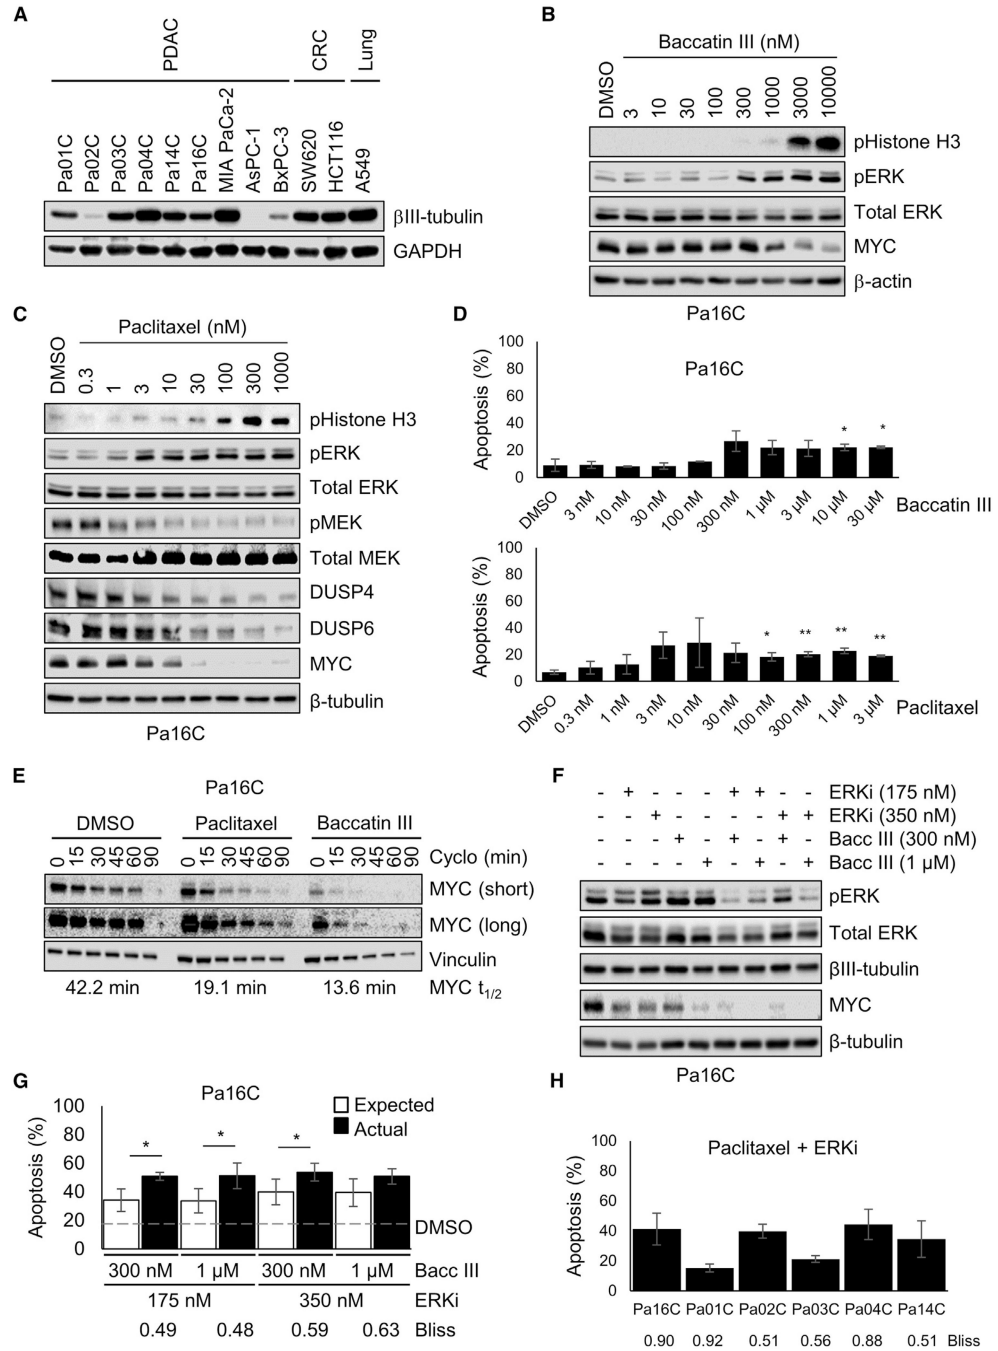 A
PDAC
CRC
Lung
Pa01C
Pa02C
Pa03C
Pa04C
Pa14C
Pa16C
MIA PaCa-2
AsPC-1
BxPC-3
SW620
HCT116
A549
βIII-tubulin
GAPDH
B
Baccatin III (nM)
DMSO
3
10
30
100
300
1000
3000
10000
pHistone H3
pERK
Total ERK
MYC
β-actin
Pa16C
C
Paclitaxel (nM)
DMSO
0.3
1
3
10
30
100
300
1000
pHistone H3
pERK
Total ERK
pMEK
Total MEK
DUSP4
DUSP6
MYC
β-tubulin
Pa16C
D
Pa16C
Apoptosis (%)
100
80
60
40
20
0
* *
DMSO
3 nM
10 nM
30 nM
100 nM
300 nM
1 µM
3 µM
10 µM
30 µM
Baccatin III
Apoptosis (%)
100
80
60
40
20
0
* ** ** **
DMSO
0.3 nM
1 nM
3 nM
10 nM
30 nM
100 nM
300 nM
1 µM
3 µM
Paclitaxel
E
Pa16C
DMSO Paclitaxel Baccatin III
0 15 30 45 60 90 0 15 30 45 60 90 0 15 30 45 60 90 Cyclo (min)
MYC (short)
MYC (long)
Vinculin
42.2 min 19.1 min 13.6 min MYC t1/2
F
- + - - - + + - - ERKi (175 nM)
- - + - - - - + + ERKi (350 nM)
- - - + - + - + - Bacc III (300 nM)
- - - - + - + - + Bacc III (1 µM)
pERK
Total ERK
βIII-tubulin
MYC
β-tubulin
Pa16C
G
Pa16C
Expected
Actual
Apoptosis (%)
100
80
60
40
20
0
* * *
DMSO
300 nM 1 µM 300 nM 1 µM Bacc III
175 nM 350 nM ERKi
0.49 0.48 0.59 0.63 Bliss
H
Paclitaxel + ERKi
Apoptosis (%)
100
80
60
40
20
0
Pa16C Pa01C Pa02C Pa03C Pa04C Pa14C
0.90 0.92 0.51 0.56 0.88 0.51 Bliss